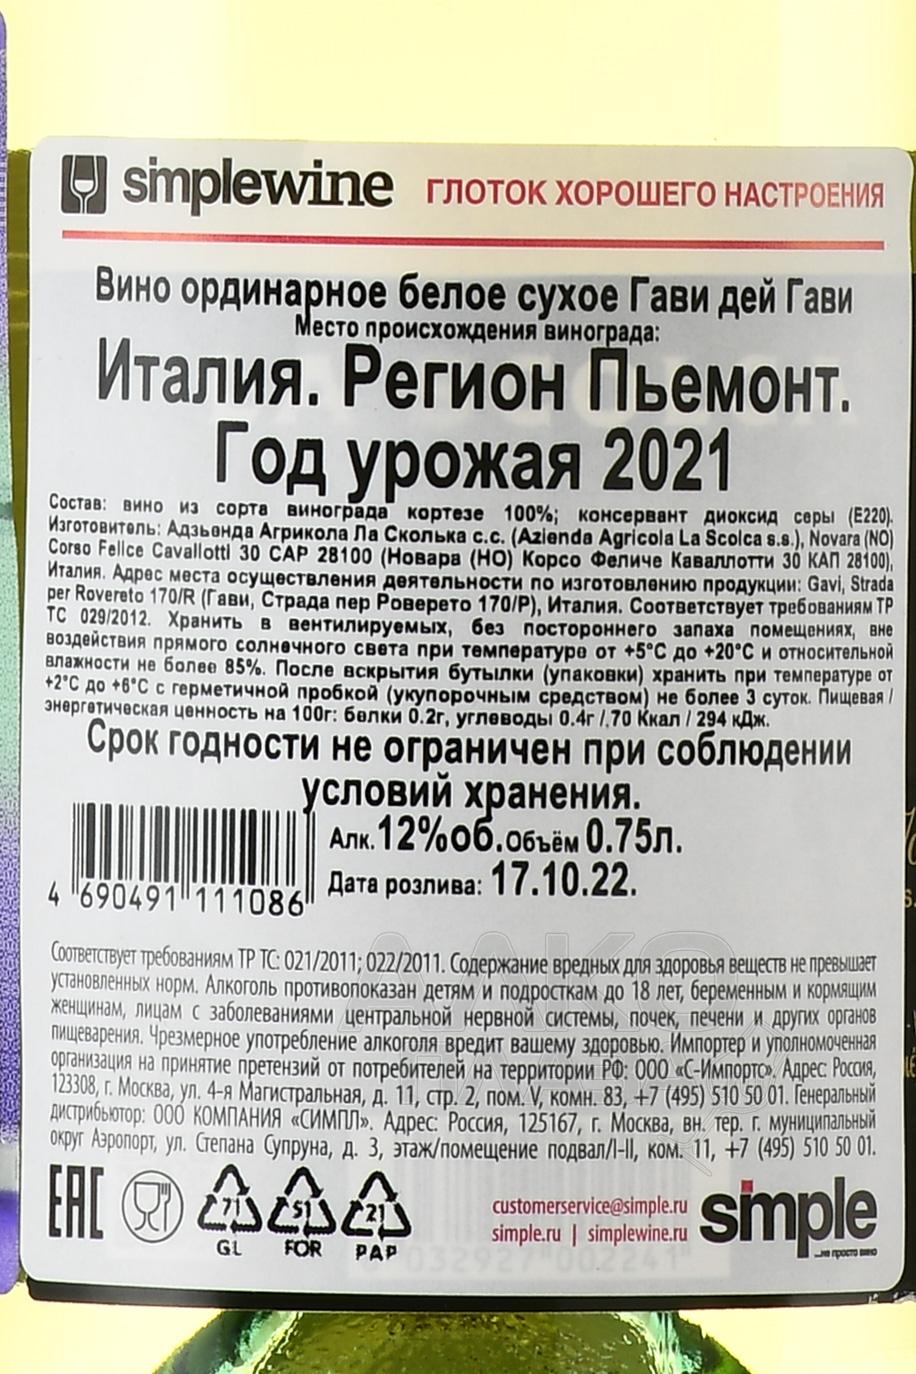 simplewine ГЛОТОК ХОРОШЕГО НАСТРОЕНИЯ
Вино ординарное белое сухое Гави дей Гави
Место происхождения винограда:
Италия. Регион Пьемонт.
Год урожая 2021
Состав: вино из сорта винограда кортезе 100%; консервант диоксид серы (Е220).
Изготовитель: Адзьенда Агрикола Ла Сколька с.с. (Azienda Agricola La Scolca s.s.), Novara (NO)
Corso Felice Cavallotti 30 CAP 28100 (Новара (НО) Корсо Феличе Каваллотти 30 КАП 28100),
Италия. Адрес места осуществления деятельности по изготовлению продукции: Gavi, Strada
per Rovereto 170/R (Гави, Страда пер Роверето 170/Р), Италия. Соответствует требованиям ТР
ТС 029/2012. Хранить в вентилируемых, без постороннего запаха помещениях, вне
воздействия прямого солнечного света при температуре от +5°С до +20°С и относительной
влажности не более 85%. После вскрытия бутылки (упаковки) хранить при температуре от
+2°С до +6°С с герметичной пробкой (укупорочным средством) не более 3 суток. Пищевая /
энергетическая ценность на 100г: белки 0.2г, углеводы 0.4г /.70 Ккал / 294 кДж.
Срок годности не ограничен при соблюдении
условий хранения.
Алк. 12%об. Объём 0.75л.
Дата розлива: 17.10.22.
4 690491 111086
Соответствует требованиям ТР ТС: 021/2011; 022/2011. Содержание вредных для здоровья веществ не превышает
установленных норм. Алкоголь противопоказан детям и подросткам до 18 лет, беременным и кормящим
женщинам, лицам с заболеваниями центральной нервной системы, почек, печени и других органов
пищеварения. Чрезмерное употребление алкоголя вредит вашему здоровью. Импортер и уполномоченная
организация на принятие претензий от потребителей на территории РФ: ООО «С-Импортс». Адрес: Россия,
123308, г. Москва, ул. 4-я Магистральная, д. 11, стр. 2, пом. V, комн. 83, +7 (495) 510 50 01. Генеральный
дистрибьютор: ООО КОМПАНИЯ «СИМПЛ». Адрес: Россия, 125167, г. Москва, вн. тер. г. муниципальный
округ Аэропорт, ул. Степана Супруна, д. 3, этаж/помещение подвал/I-II, ком. 11, +7 (495) 510 50 01.
EAC 71 51 21
GL FOR PAP
customerservice@simple.ru
simple.ru | simplewine.ru
simple
...не просто вино